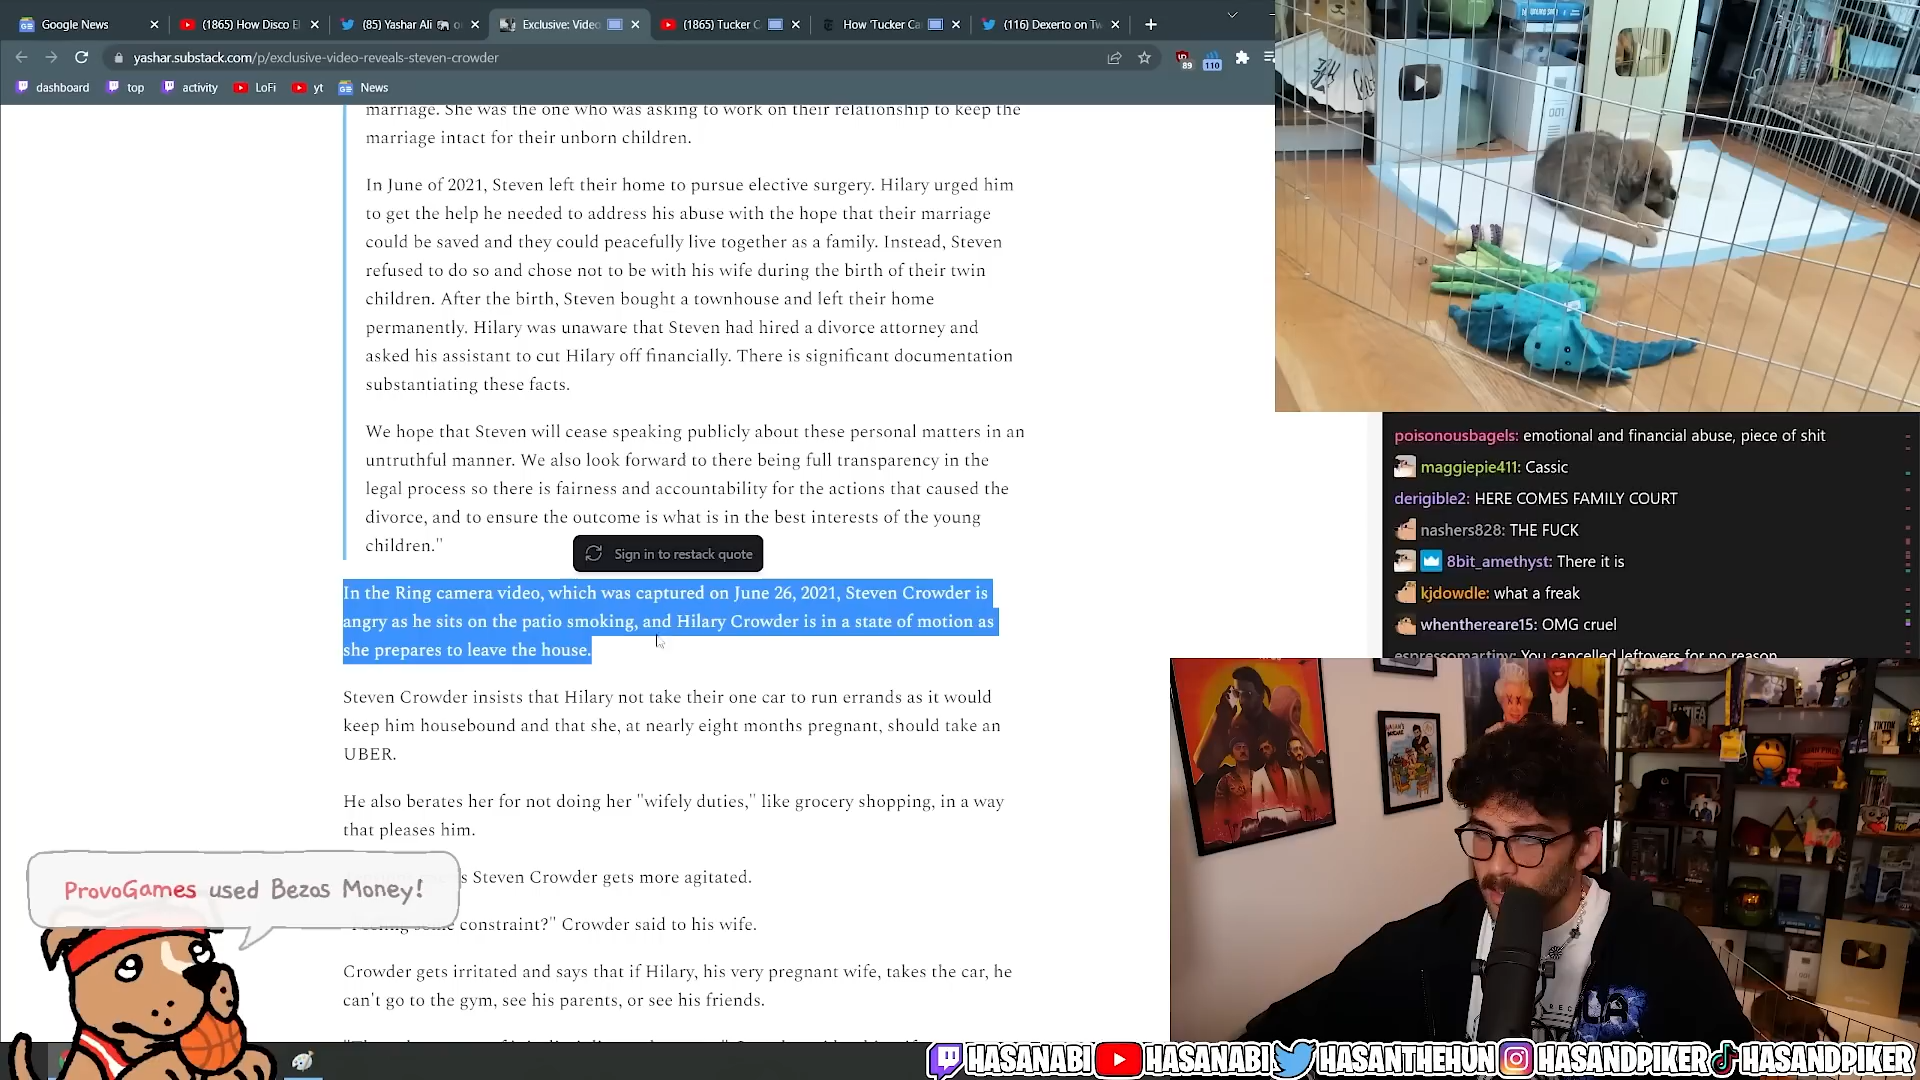 Google News
(1865) How Disco E
(85) Yashar Ali
Exclusive: Video
(1865) Tucker C
How 'Tucker Ca
(116) Dexerto on Tw
yashar.substack.com/p/exclusive-video-reveals-steven-crowder
89
110
dashboard
top
activity
LoFi
yt
News
marriage. She was the one who was asking to work on their relationship to keep the
marriage intact for their unborn children.
In June of 2021, Steven left their home to pursue elective surgery. Hilary urged him
to get the help he needed to address his abuse with the hope that their marriage
could be saved and they could peacefully live together as a family. Instead, Steven
refused to do so and chose not to be with his wife during the birth of their twin
children. After the birth, Steven bought a townhouse and left their home
permanently. Hilary was unaware that Steven had hired a divorce attorney and
asked his assistant to cut Hilary off financially. There is significant documentation
substantiating these facts.
We hope that Steven will cease speaking publicly about these personal matters in an
untruthful manner. We also look forward to there being full transparency in the
legal process so there is fairness and accountability for the actions that caused the
divorce, and to ensure the outcome is what is in the best interests of the young
children."
Sign in to restack quote
In the Ring camera video, which was captured on June 26, 2021, Steven Crowder is
angry as he sits on the patio smoking, and Hilary Crowder is in a state of motion as
she prepares to leave the house.
Steven Crowder insists that Hilary not take their one car to run errands as it would
keep him housebound and that she, at nearly eight months pregnant, should take an
UBER.
He also berates her for not doing her "wifely duties," like grocery shopping, in a way
that pleases him.
s Steven Crowder gets more agitated.
constraint?" Crowder said to his wife.
Crowder gets irritated and says that if Hilary, his very pregnant wife, takes the car, he
can't go to the gym, see his parents, or see his friends.
ProvoGames used Bezos Money!
poisonousbagels: emotional and financial abuse, piece of shit
maggiepie411: Cassic
derigible2: HERE COMES FAMILY COURT
nashers828: THE FUCK
8bit_amethyst: There it is
kjdowdle: what a freak
whenthereare15: OMG cruel
espressomartiny: You cancelled leftovers for no reason
TIKTOK
LA
HASANABI
HASANABI
HASANTHEHUN
HASANDPIKER
HASANDPIKER